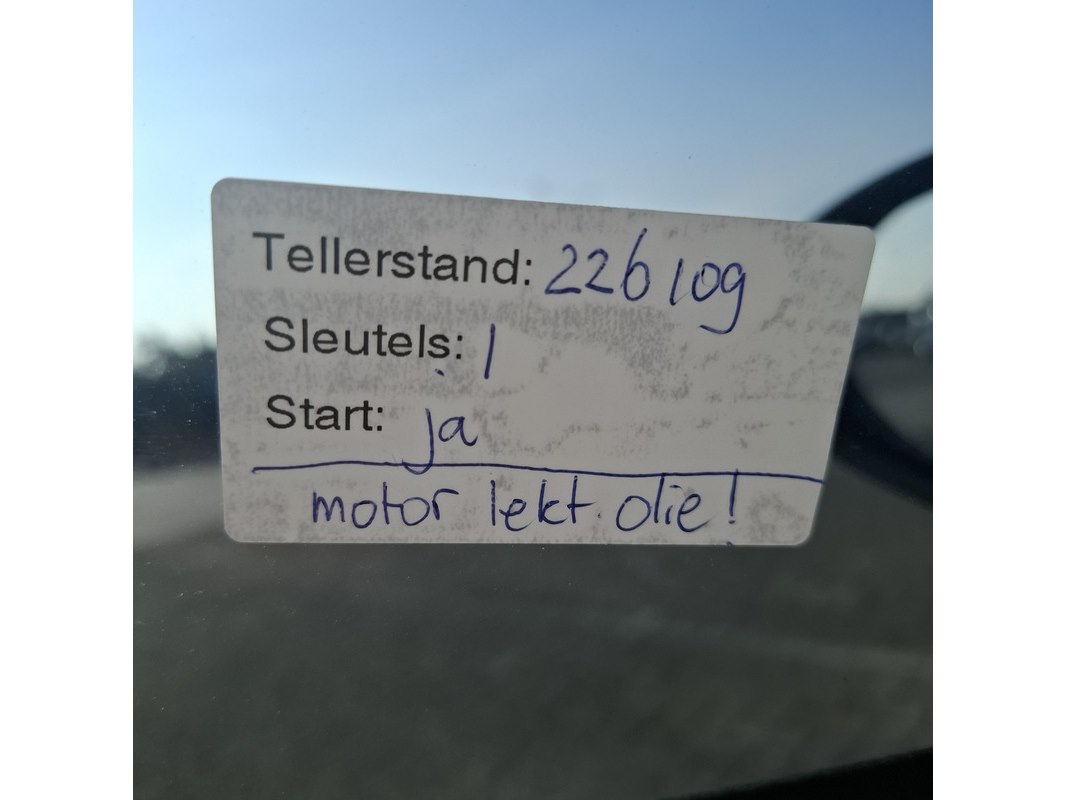 Tellerstand: 226109
Sleutels: 1
Start: ja
motor lekt olie!